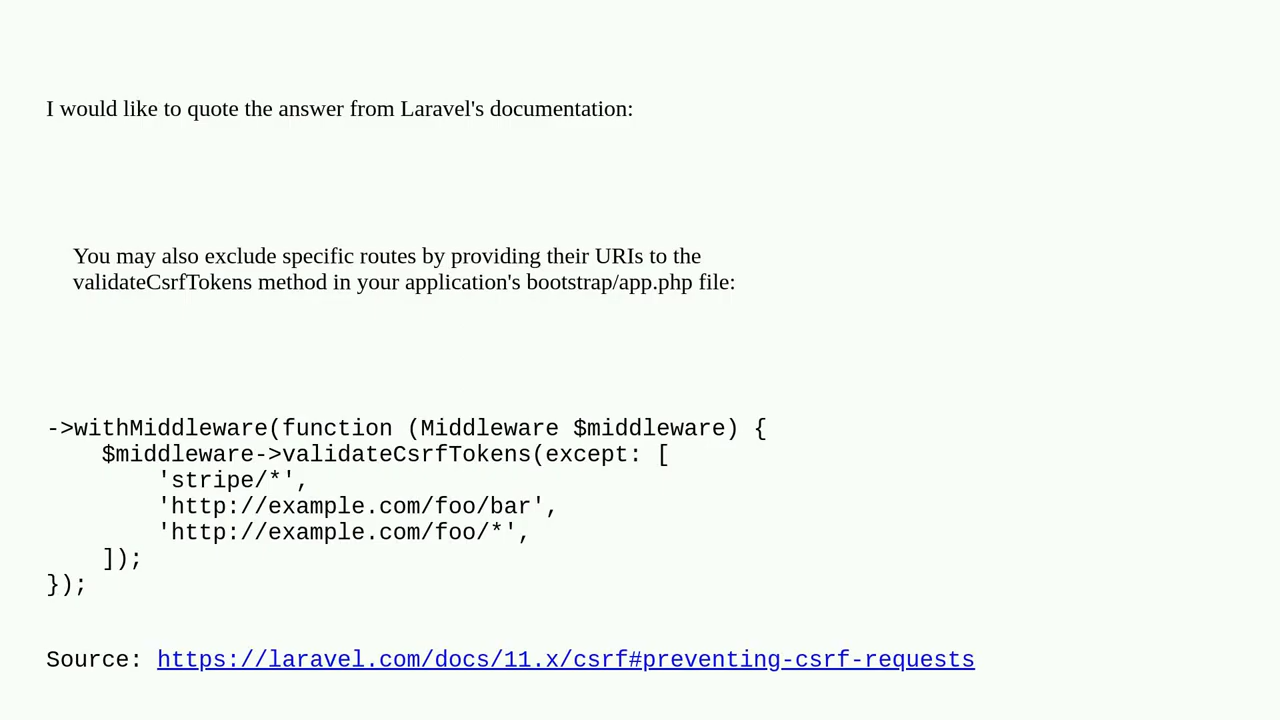 I would like to quote the answer from Laravel's documentation:
You may also exclude specific routes by providing their URIs to the
validateCsrfTokens method in your application's bootstrap/app.php file:
->withMiddleware(function (Middleware $middleware) {
    $middleware->validateCsrfTokens(except: [
        'stripe/*',
        'http://example.com/foo/bar',
        'http://example.com/foo/*',
    ]);
});
Source: https://laravel.com/docs/11.x/csrf#preventing-csrf-requests